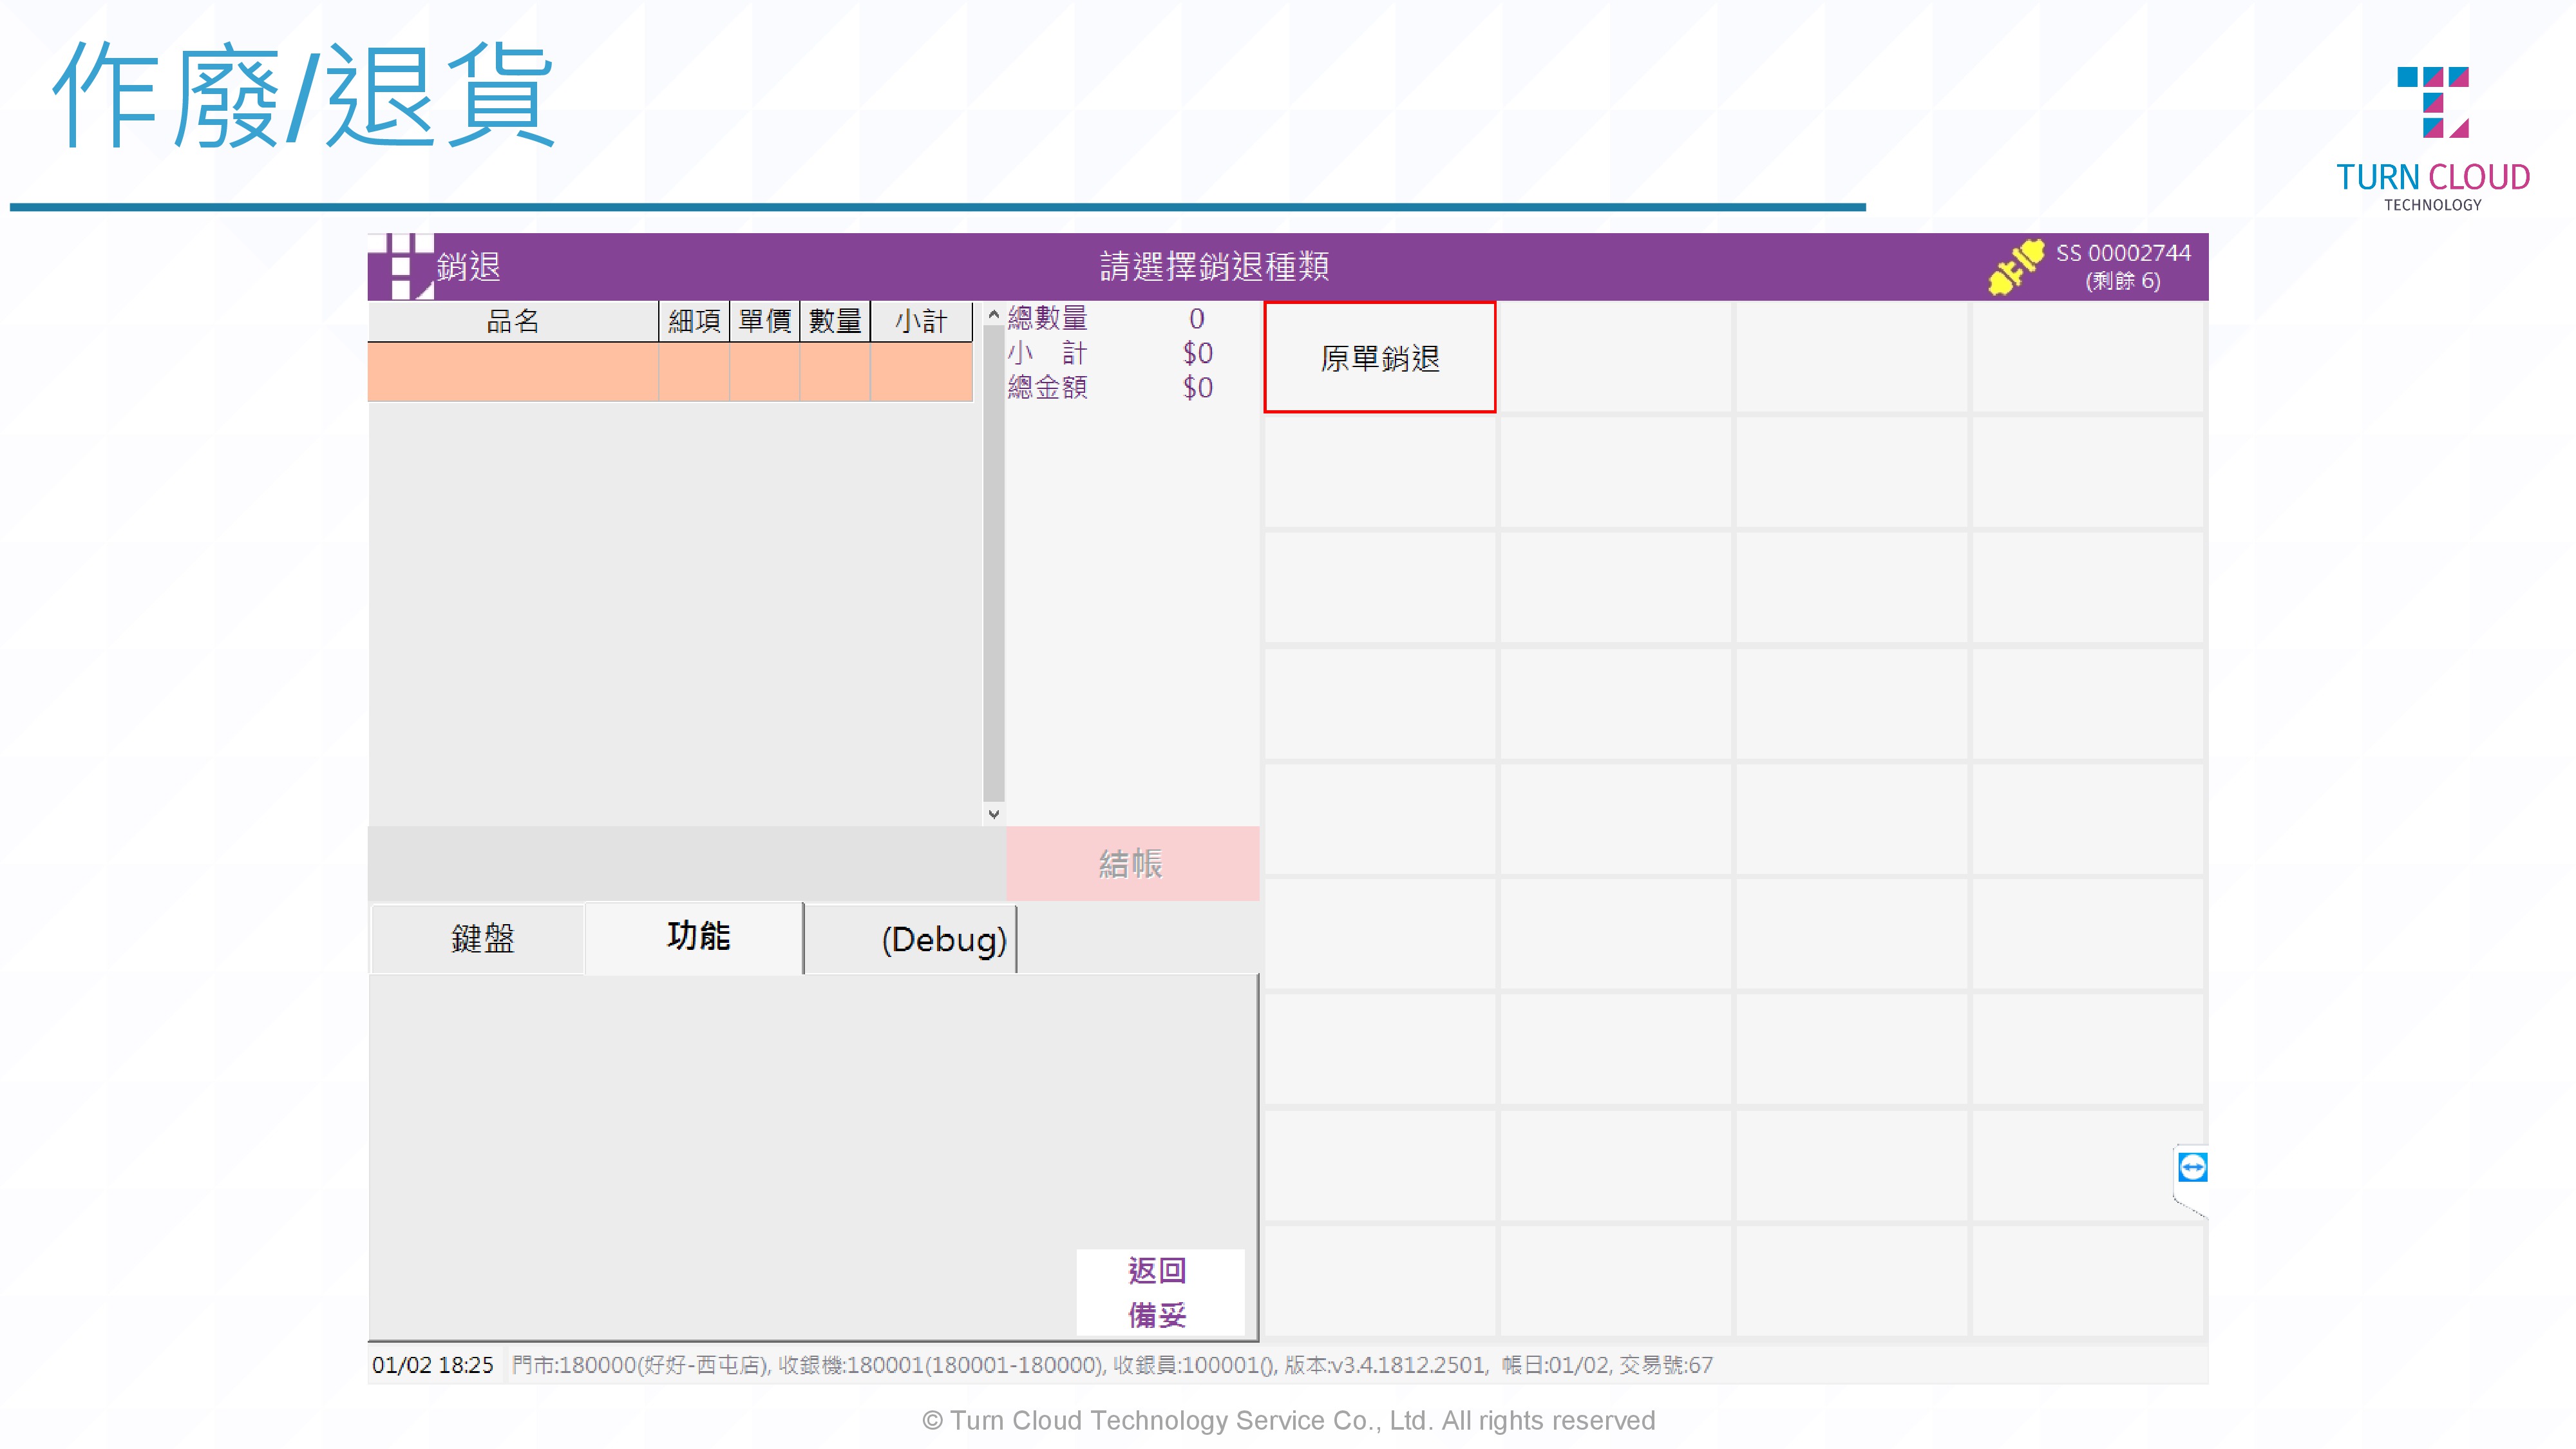 作廢/退貨
TURN CLOUD
TECHNOLOGY
銷退
請選擇銷退種類
SS 00002744
(剩餘 6)
品名 細項 單價 數量 小計
總數量 0
小 計 $0
總金額 $0
原單銷退
結帳
鍵盤 功能 (Debug)
返回
備妥
01/02 18:25 門市:180000(好好-西屯店), 收銀機:180001(180001-180000), 收銀員:100001(), 版本:v3.4.1812.2501, 帳日:01/02, 交易號:67
© Turn Cloud Technology Service Co., Ltd. All rights reserved